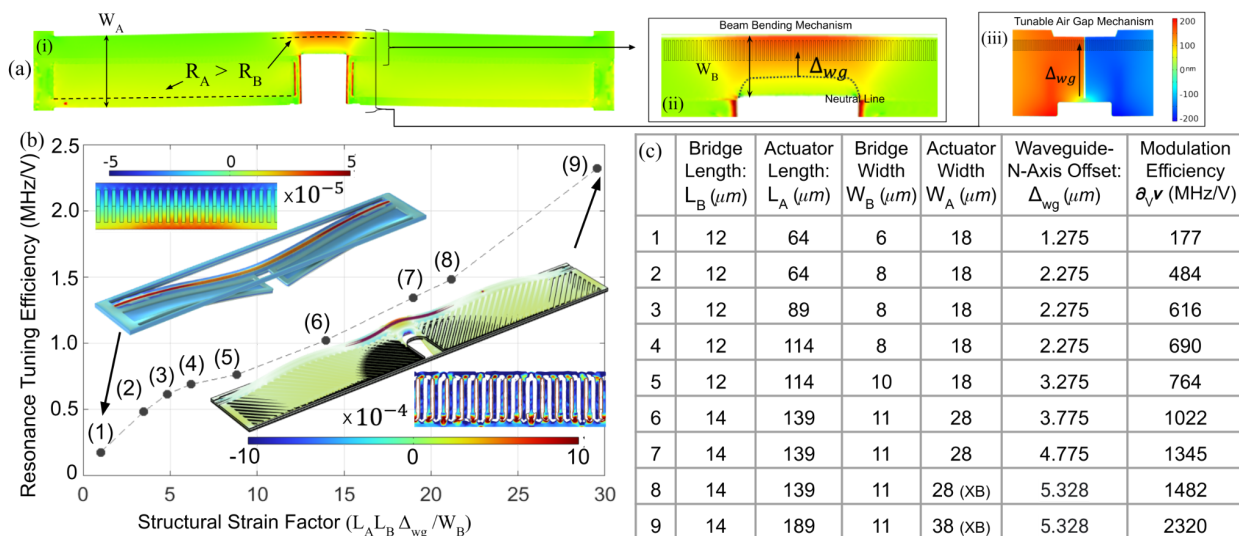 W_A
(i)
(a)
R_A > R_B
Beam Bending Mechanism
W_B
Δ_wg
(ii)
Neutral Line
Tunable Air Gap Mechanism
(iii)
Δ_wg
200
100
0 nm
-100
-200
(b)
Resonance Tuning Efficiency (MHz/V)
2.5
2.0
1.5
1.0
0.5
0
-5 0 5
×10⁻⁵
(1)
(2)
(3)
(4)
(5)
(6)
(7)
(8)
(9)
×10⁻⁴
-10 0 10
0 5 10 15 20 25 30
Structural Strain Factor (L_A L_B Δ_wg /W_B)
(c)
Bridge Length: L_B (μm) | Actuator Length: L_A (μm) | Bridge Width W_B (μm) | Actuator Width W_A (μm) | Waveguide-N-Axis Offset: Δ_wg (μm) | Modulation Efficiency ∂_Vν (MHz/V)
1 12 64 6 18 1.275 177
2 12 64 8 18 2.275 484
3 12 89 8 18 2.275 616
4 12 114 8 18 2.275 690
5 12 114 10 18 3.275 764
6 14 139 11 28 3.775 1022
7 14 139 11 28 4.775 1345
8 14 139 11 28 (XB) 5.328 1482
9 14 189 11 38 (XB) 5.328 2320